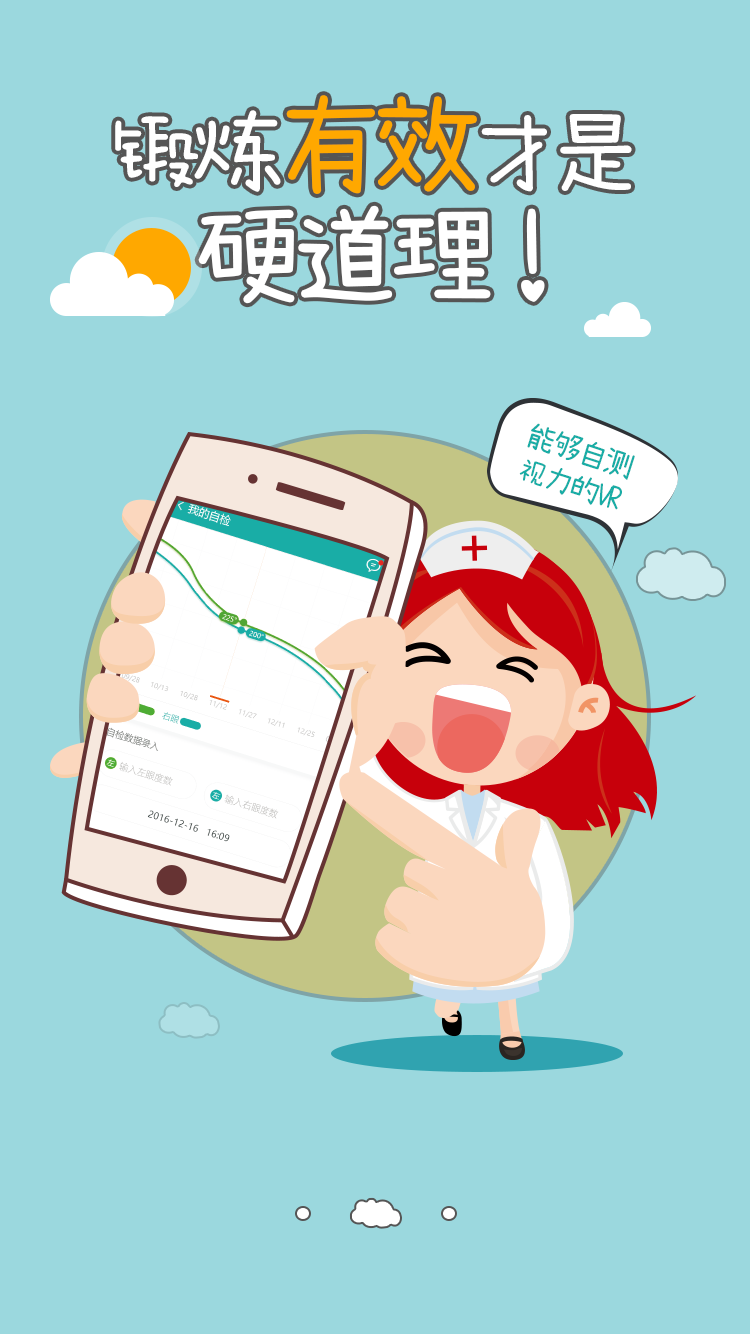 锻炼有效才是
硬道理!
能够自测
视力的VR
我的自检
225°
200°
10/28
10/13
10/28
11/12
11/27
12/11
12/25
右眼
自检数据录入
左 输入左眼度数
左 输入右眼度数
2016-12-16 16:09